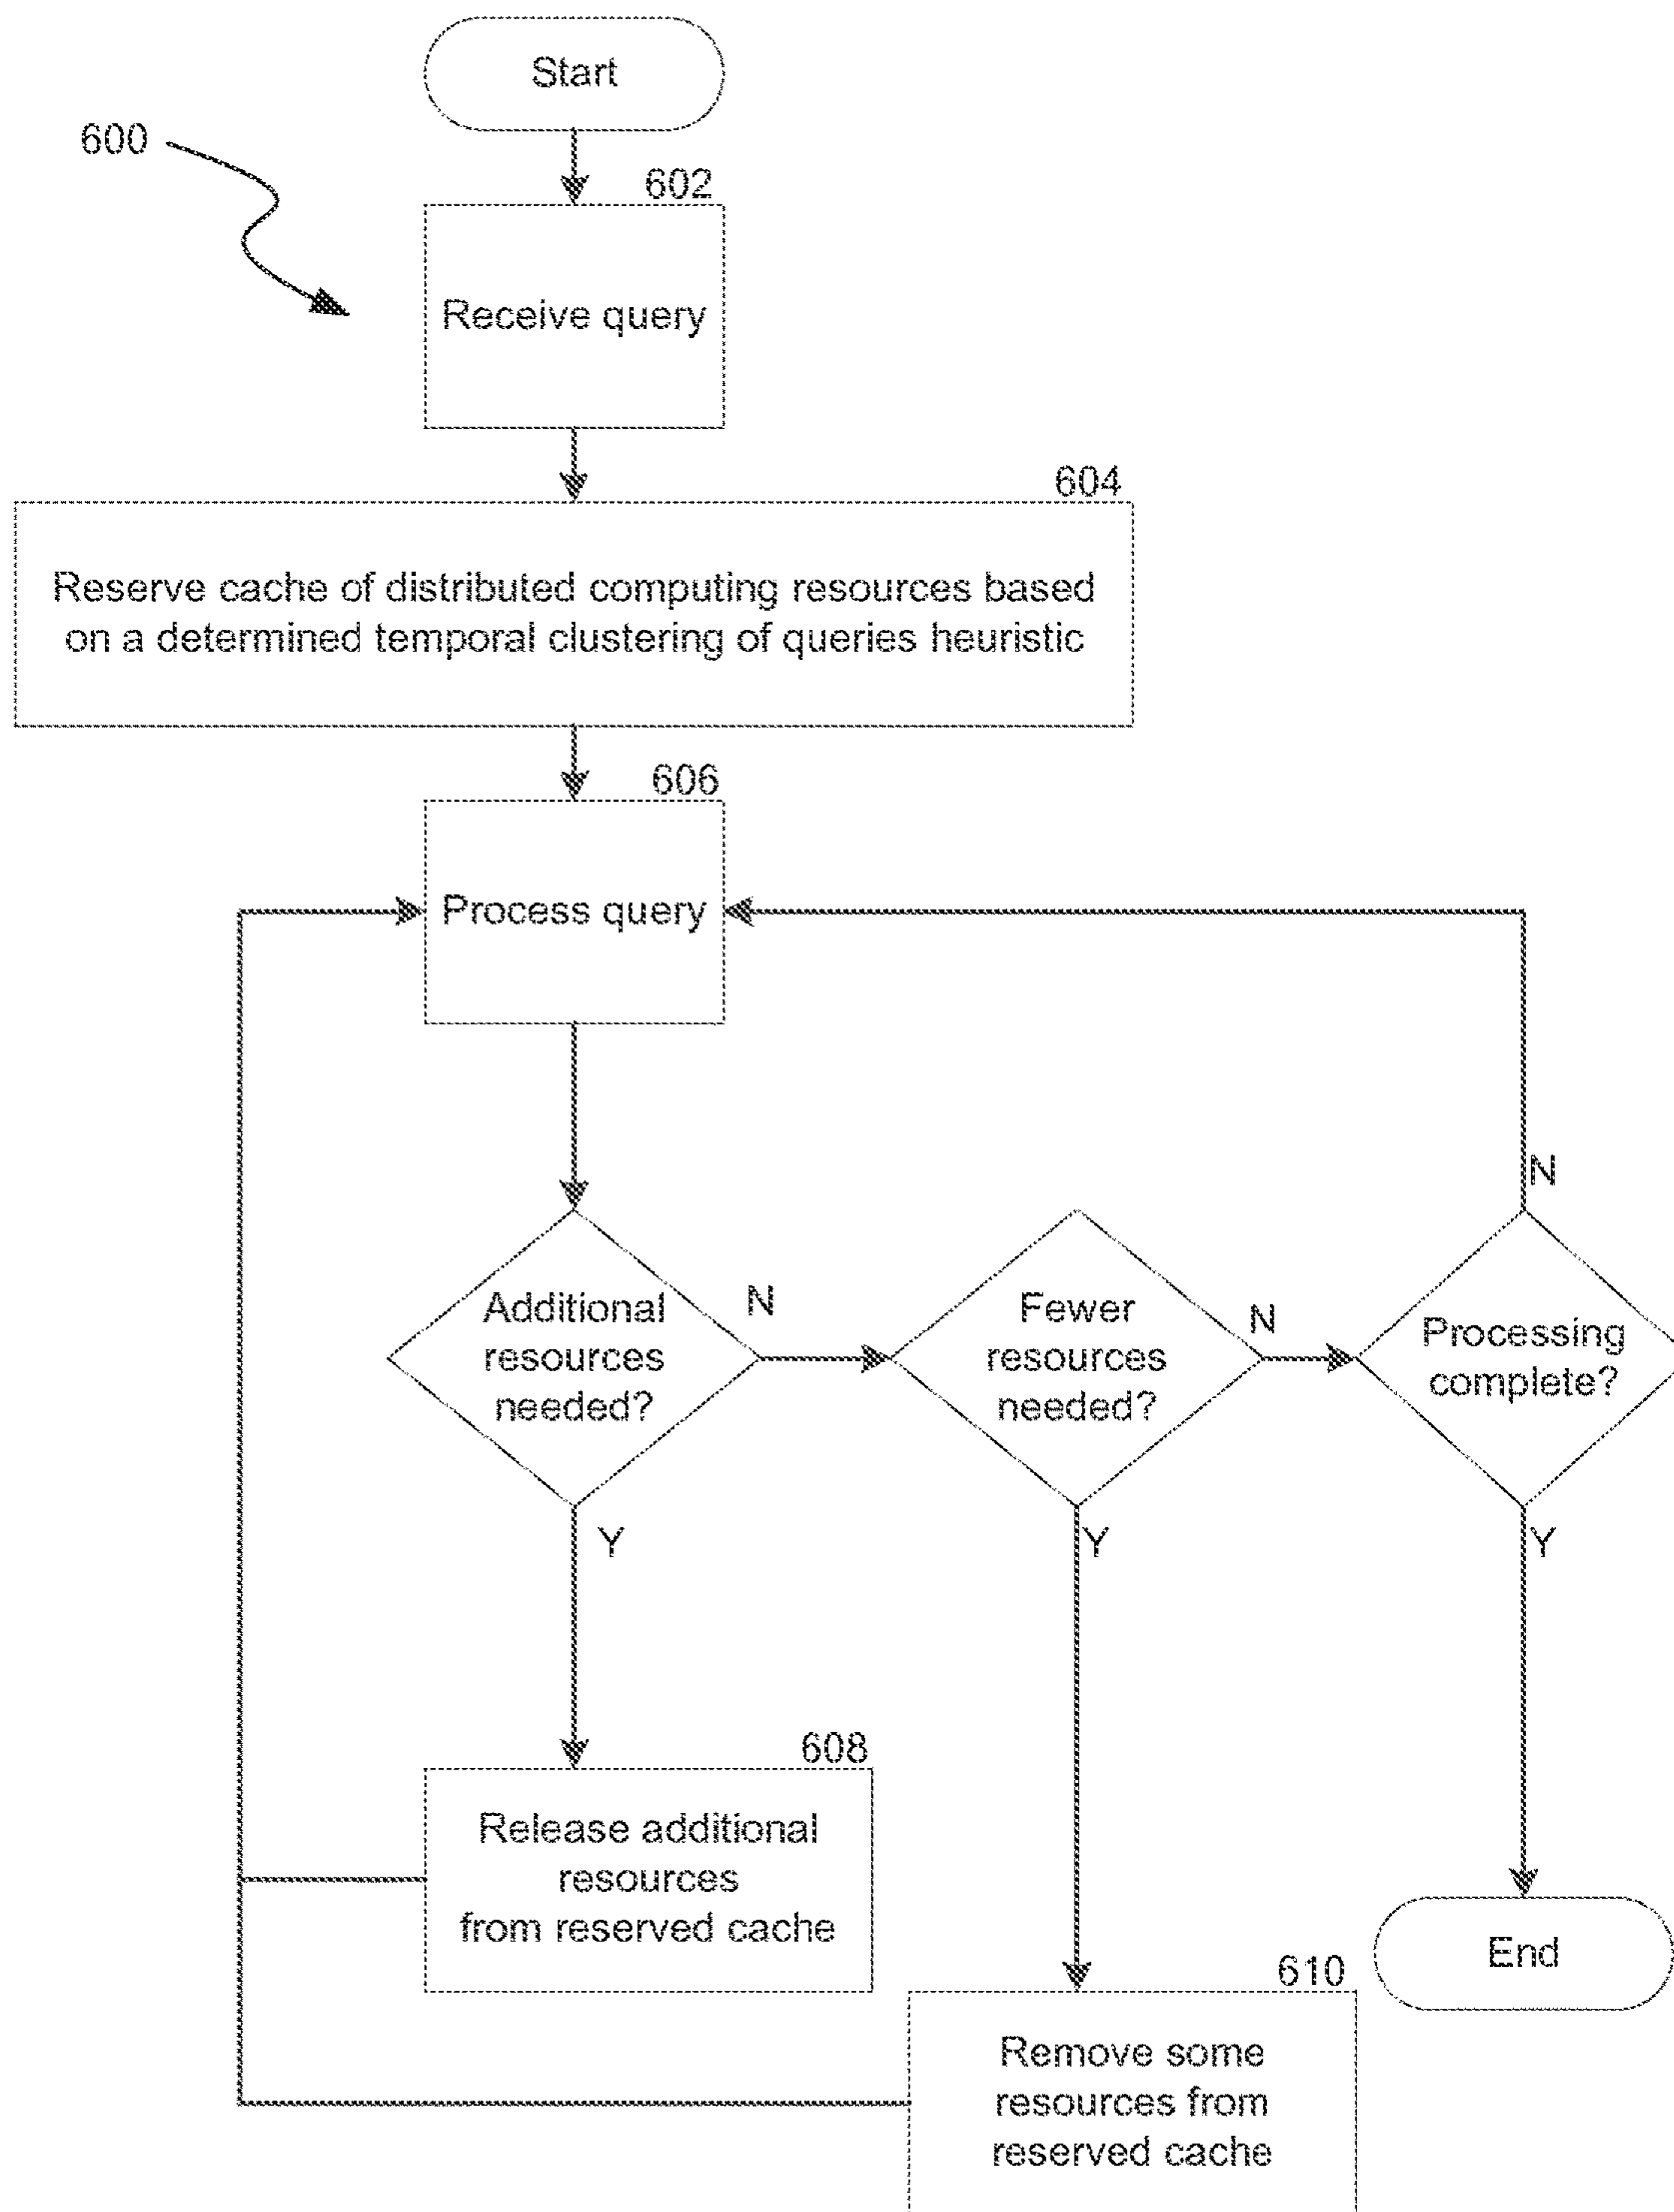 Start
600
602
Receive query
604
Reserve cache of distributed computing resources based
on a determined temporal clustering of queries heuristic
606
Process query
N
Additional
resources
needed?
N
Fewer
resources
needed?
N
Processing
complete?
Y
Y
Y
608
Release additional
resources
from reserved cache
End
610
Remove some
resources from
reserved cache